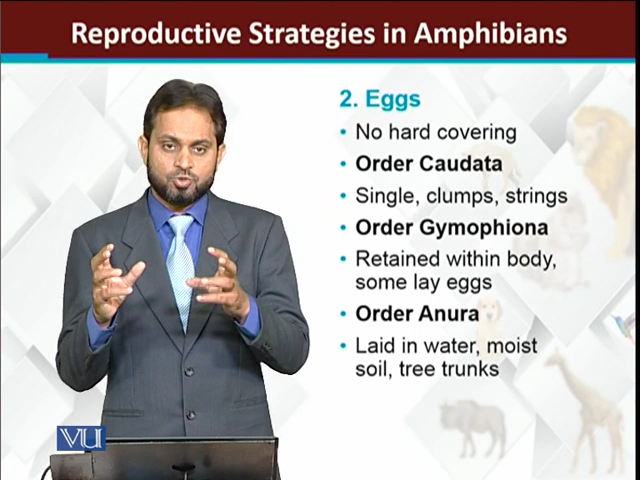 Reproductive Strategies in Amphibians
2. Eggs
• No hard covering
• Order Caudata
• Single, clumps, strings
• Order Gymophiona
• Retained within body,
some lay eggs
• Order Anura
• Laid in water, moist
soil, tree trunks
VU